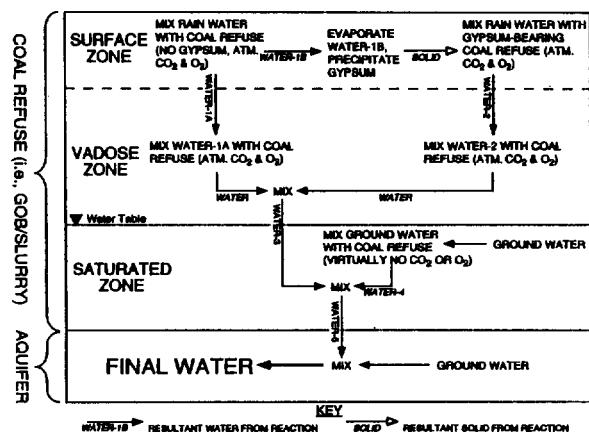 COAL REFUSE (i.e., GOB/SLURRY)
AQUIFER
SURFACE
ZONE
MIX RAIN WATER
WITH COAL REFUSE
(NO GYPSUM, ATM.
CO₂ & O₂)
WATER-1B
EVAPORATE
WATER-1B,
PRECIPITATE
GYPSUM
SOLID
MIX RAIN WATER WITH
GYPSUM-BEARING
COAL REFUSE (ATM.
CO₂ & O₂)
WATER-1A
WATER-2
VADOSE
ZONE
MIX WATER-1A WITH COAL
REFUSE (ATM. CO₂ & O₂)
MIX WATER-2 WITH COAL
REFUSE (ATM. CO₂ & O₂)
WATER
MIX
WATER
Water Table
WATER-3
SATURATED
ZONE
MIX GROUND WATER
WITH COAL REFUSE
(VIRTUALLY NO CO₂ OR O₂)
GROUND WATER
MIX
WATER-4
WATER-5
FINAL WATER
MIX
GROUND WATER
KEY
WATER-1B RESULTANT WATER FROM REACTION
SOLID RESULTANT SOLID FROM REACTION